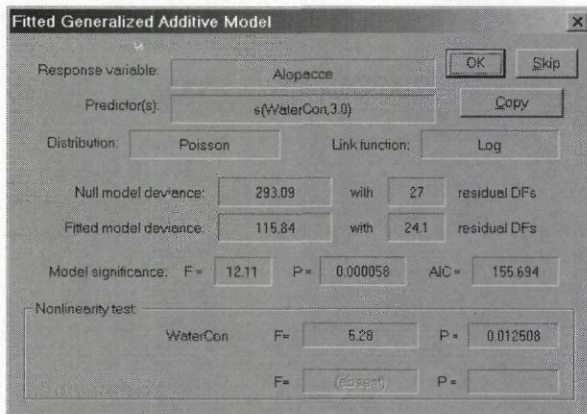 Fitted Generalized Additive Model
Response variable: Alopacce OK Skip
Predictor(s): s(WaterCon,3.0) Copy
Distribution: Poisson Link function: Log
Null model deviance: 293.09 with 27 residual DFs
Fitted model deviance: 115.84 with 24.1 residual DFs
Model significance: F = 12.11 P = 0.000058 AIC = 155.694
Nonlinearity test:
WaterCon F= 5.28 P = 0.012508
F= (absent) P =